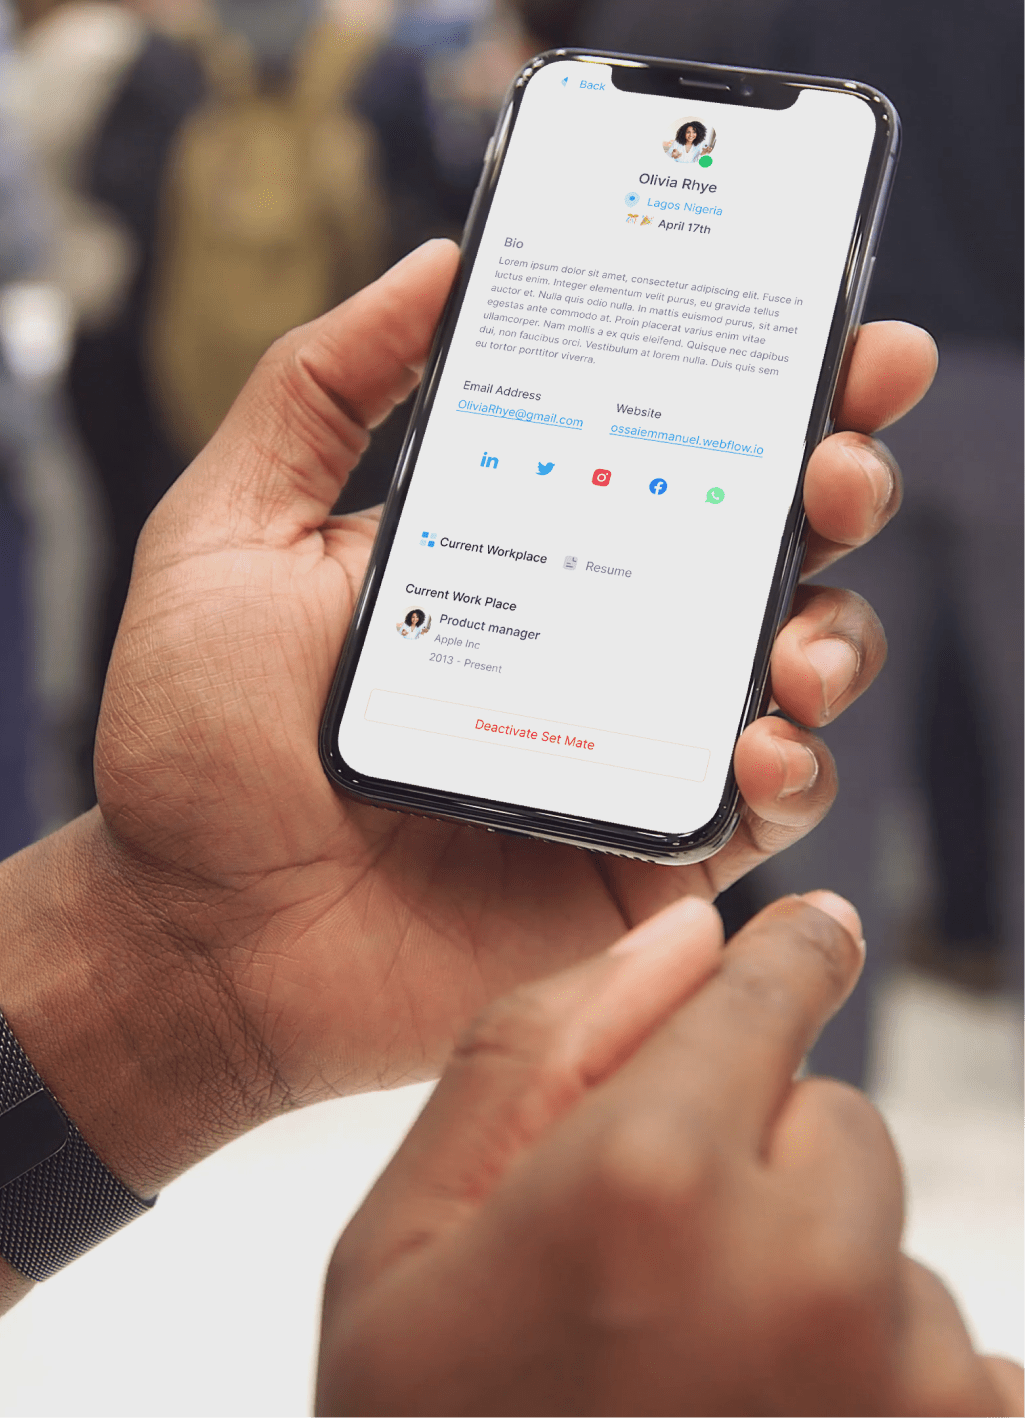 Back
Olivia Rhye
Lagos Nigeria
April 17th
Bio
Lorem ipsum dolor sit amet, consectetur adipiscing elit. Fusce in
luctus enim. Integer elementum velit purus, eu gravida tellus
auctor et. Nulla quis odio nulla. In mattis euismod purus, sit amet
egestas ante commodo at. Proin placerat varius enim vitae
ullamcorper. Nam mollis a ex quis eleifend. Quisque nec dapibus
dui, non faucibus orci. Vestibulum at lorem nulla. Duis quis sem
eu tortor porttitor viverra.
Email Address
OliviaRhye@gmail.com
Website
ossaiemmanuel.webflow.io
in
Current Workplace
Resume
Current Work Place
Product manager
Apple Inc
2013 - Present
Deactivate Set Mate